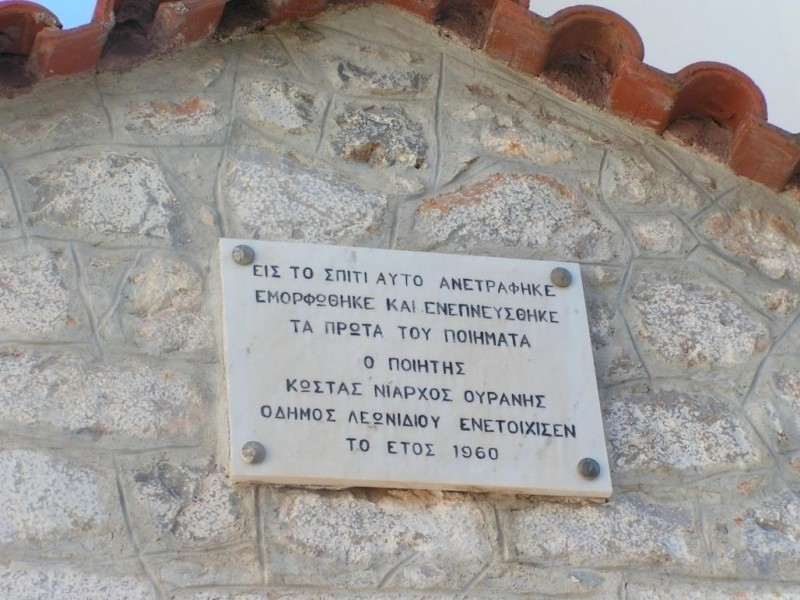 ΕΙΣ ΤΟ ΣΠΙΤΙ ΑΥΤΟ ΑΝΕΤΡΑΦΗΚΕ
ΕΜΟΡΦΩΘΗΚΕ ΚΑΙ ΕΝΕΠΝΕΥΣΘΗΚΕ
ΤΑ ΠΡΩΤΑ ΤΟΥ ΠΟΙΗΜΑΤΑ
Ο ΠΟΙΗΤΗΣ
ΚΩΣΤΑΣ ΝΙΑΡΧΟΣ ΟΥΡΑΝΗΣ
ΟΔΗΜΟΣ ΛΕΩΝΙΔΙΟΥ ΕΝΕΤΟΙΧΙΣΕΝ
ΤΟ ΕΤΟΣ 1960